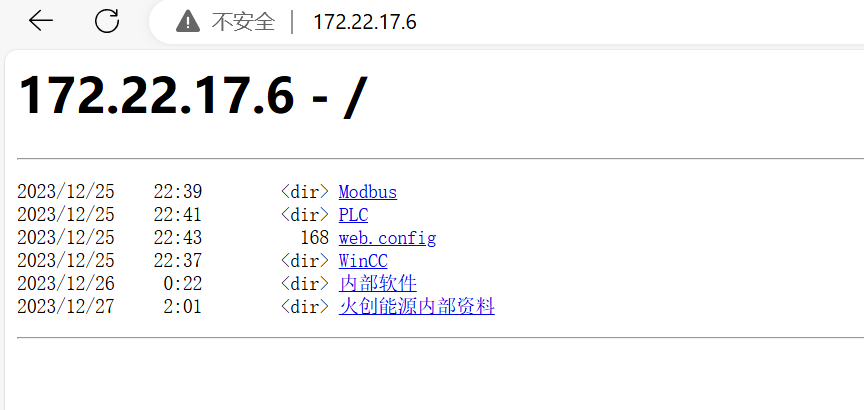 不安全 | 172.22.17.6
172.22.17.6 - /
2023/12/25 22:39 <dir> Modbus
2023/12/25 22:41 <dir> PLC
2023/12/25 22:43 168 web.config
2023/12/25 22:37 <dir> WinCC
2023/12/26 0:22 <dir> 内部软件
2023/12/27 2:01 <dir> 火创能源内部资料